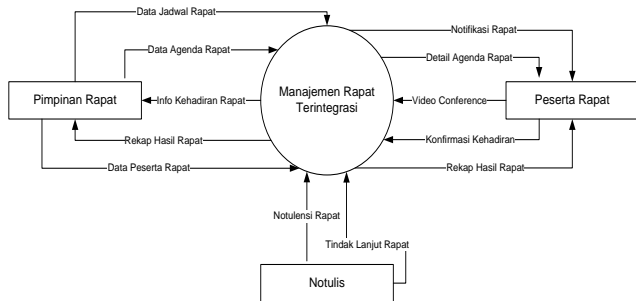 Data Jadwal Rapat
Notifikasi Rapat
Data Agenda Rapat
Detail Agenda Rapat
Pimpinan Rapat
Info Kehadiran Rapat
Manajemen Rapat
Terintegrasi
Video Conference
Peserta Rapat
Rekap Hasil Rapat
Konfirmasi Kehadiran
Data Peserta Rapat
Rekap Hasil Rapat
Notulensi Rapat
Tindak Lanjut Rapat
Notulis